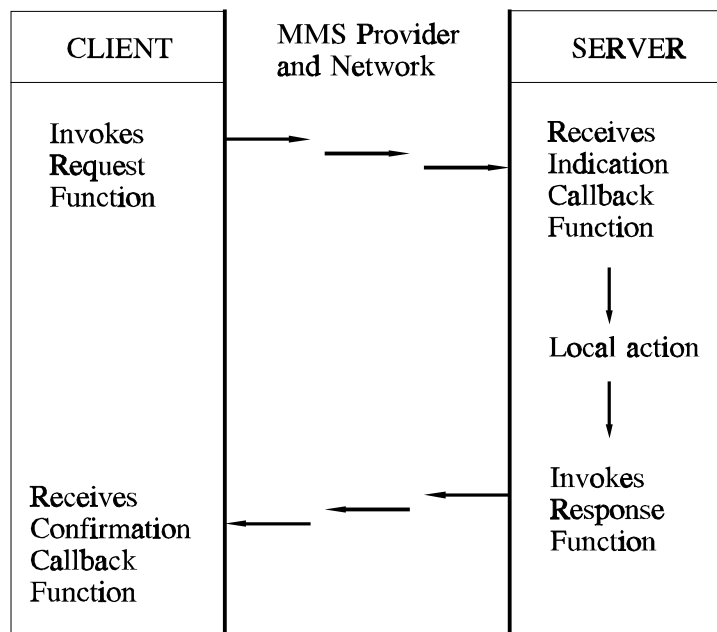 CLIENT
MMS Provider
and Network
SERVER
Invokes
Request
Function
Receives
Indication
Callback
Function
Local action
Invokes
Response
Function
Receives
Confirmation
Callback
Function